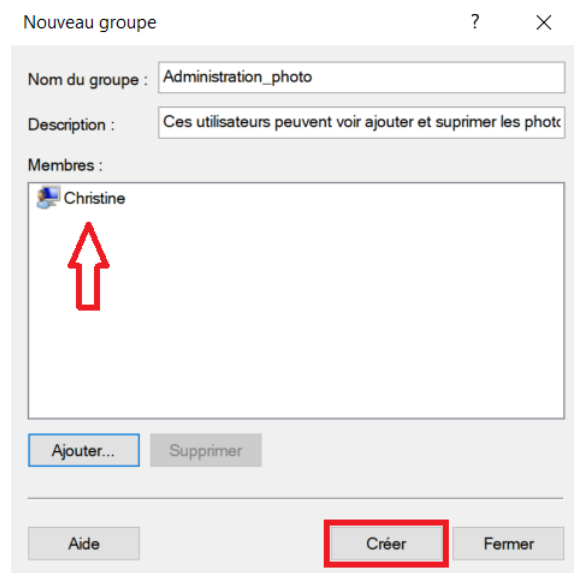 Nouveau groupe
Nom du groupe : Administration_photo
Description : Ces utilisateurs peuvent voir ajouter et suprimer les
Membres :
Christine
Ajouter... Supprimer
Aide Créer Fermer